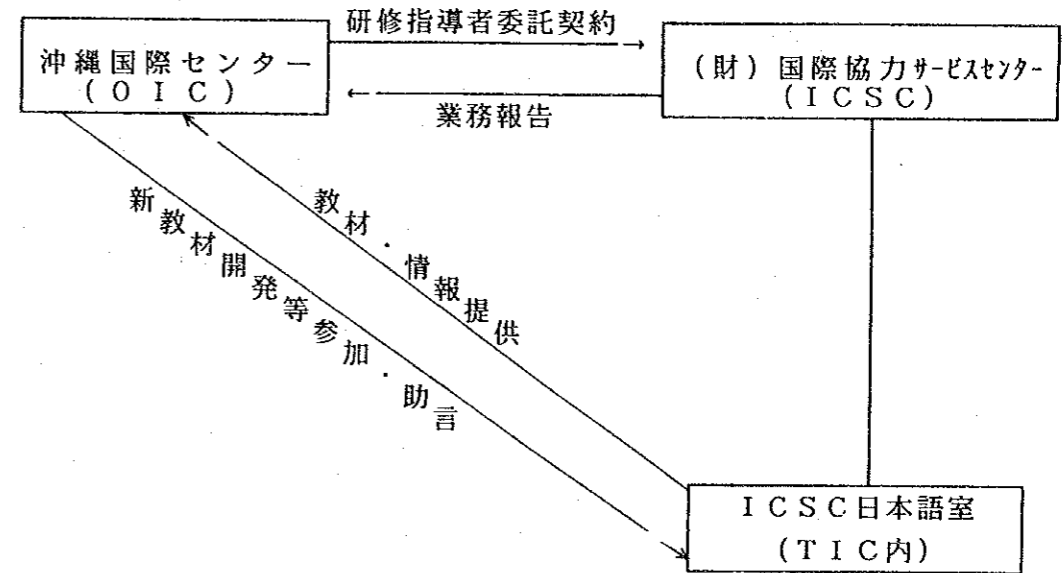 研修指導者委託契約
沖縄国際センター
(OIC)
(財)国際協力サービスセンター
(ICSC)
業務報告
教材・情報提供
新教材開発等参加・助言
ICSC日本語室
(TIC内)